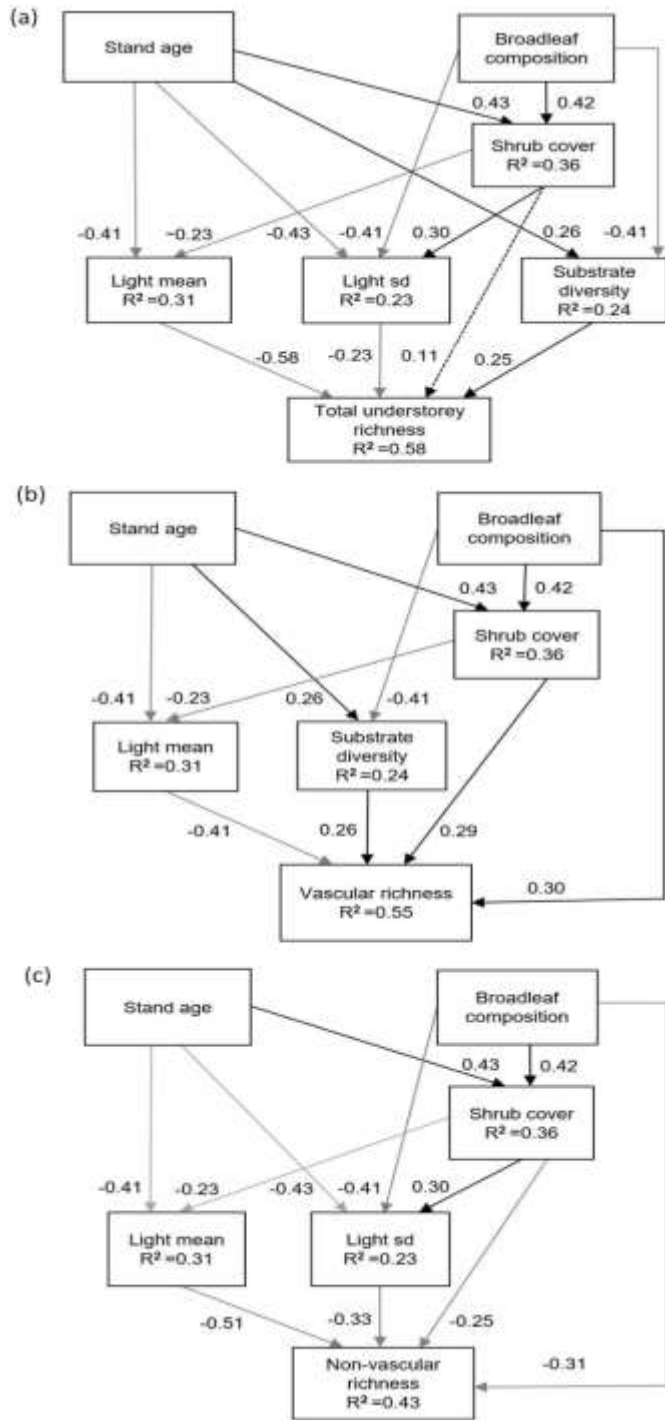 (a)
Stand age
Broadleaf
composition
0.43
0.42
Shrub cover
R² =0.36
-0.41
-0.23
-0.43
-0.41
0.30
0.26
-0.41
Light mean
R² =0.31
Light sd
R² =0.23
Substrate
diversity
R² =0.24
-0.58
-0.23
0.11
0.25
Total understorey
richness
R² =0.58
(b)
Stand age
Broadleaf
composition
0.43
0.42
Shrub cover
R² =0.36
-0.41
-0.23
0.26
-0.41
Light mean
R² =0.31
Substrate
diversity
R² =0.24
-0.41
0.26
0.29
Vascular richness
R² =0.55
0.30
(c)
Stand age
Broadleaf
composition
0.43
0.42
Shrub cover
R² =0.36
-0.41
-0.23
-0.43
-0.41
0.30
Light mean
R² =0.31
Light sd
R² =0.23
-0.51
-0.33
-0.25
Non-vascular
richness
R² =0.43
-0.31